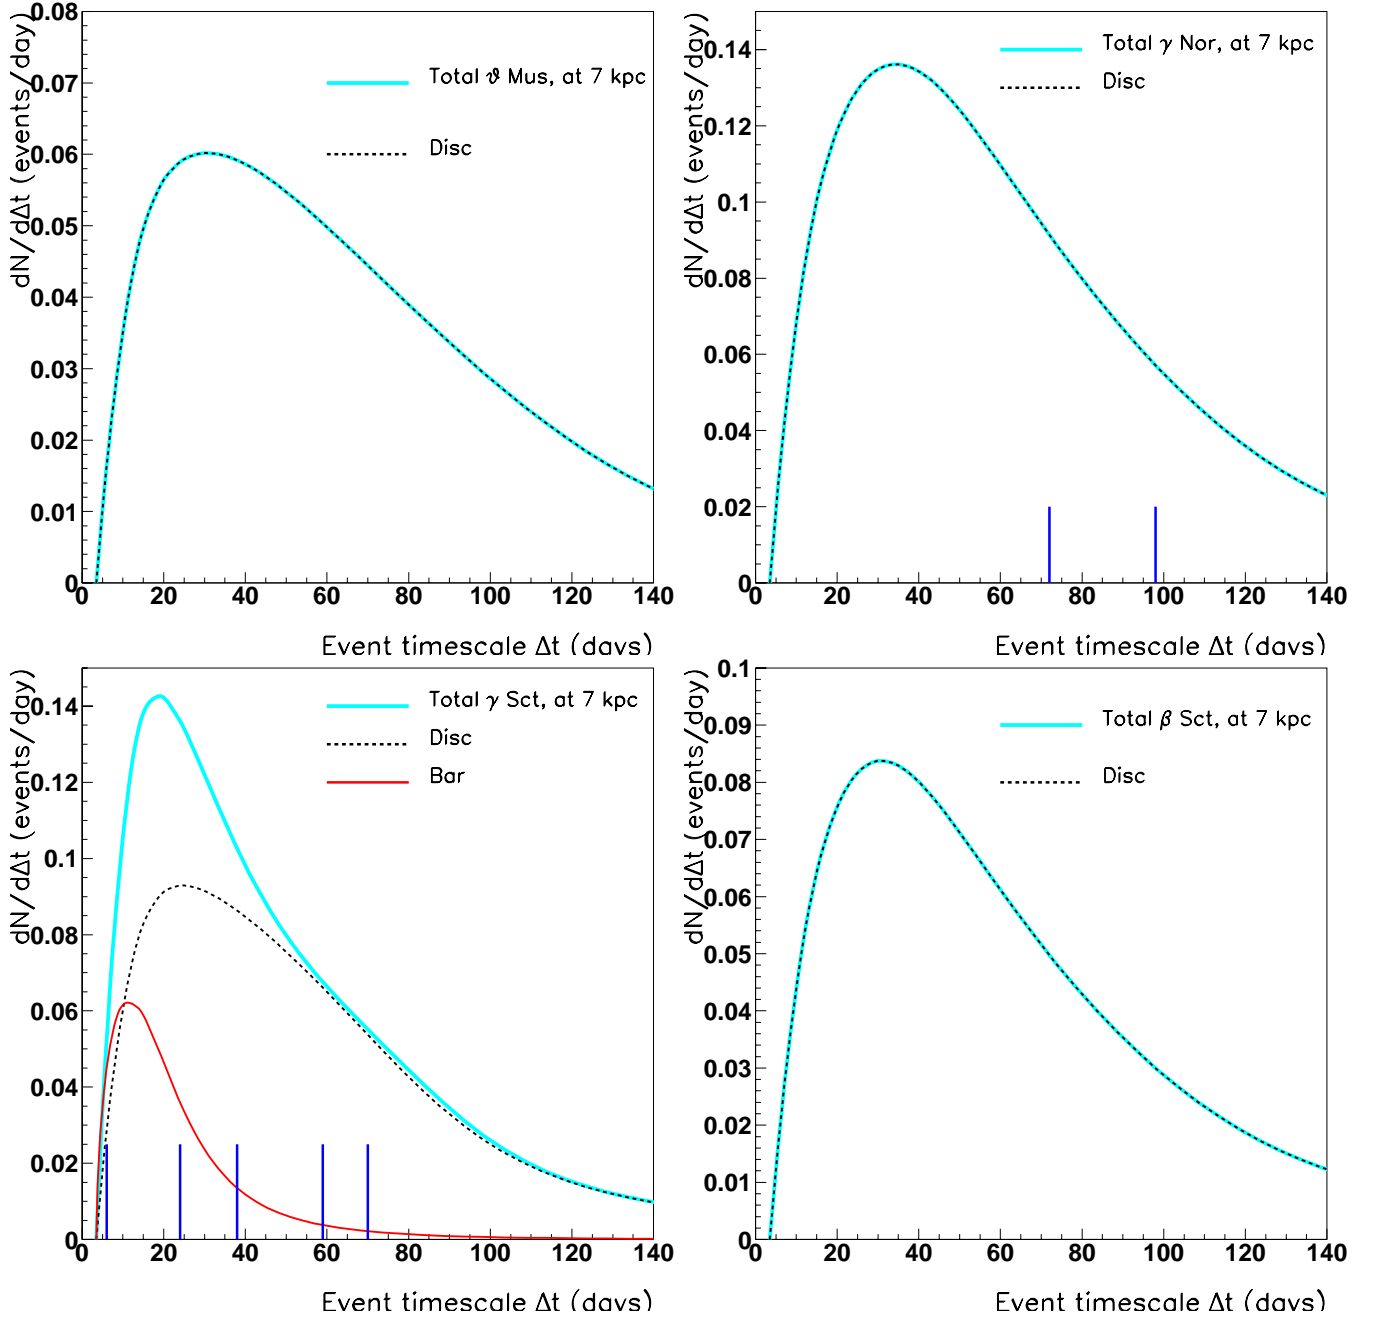 dN/dΔt (events/day)
0.08
0.07
0.06
0.05
0.04
0.03
0.02
0.01
0
Total ϑ Mus, at 7 kpc
Disc
0 20 40 60 80 100 120 140
Event timescale Δt (days)
dN/dΔt (events/day)
0.14
0.12
0.1
0.08
0.06
0.04
0.02
0
Total γ Nor, at 7 kpc
Disc
0 20 40 60 80 100 120 140
Event timescale Δt (days)
dN/dΔt (events/day)
0.14
0.12
0.1
0.08
0.06
0.04
0.02
0
Total γ Sct, at 7 kpc
Disc
Bar
0 20 40 60 80 100 120 140
Event timescale Δt (days)
dN/dΔt (events/day)
0.1
0.09
0.08
0.07
0.06
0.05
0.04
0.03
0.02
0.01
0
Total β Sct, at 7 kpc
Disc
0 20 40 60 80 100 120 140
Event timescale Δt (days)